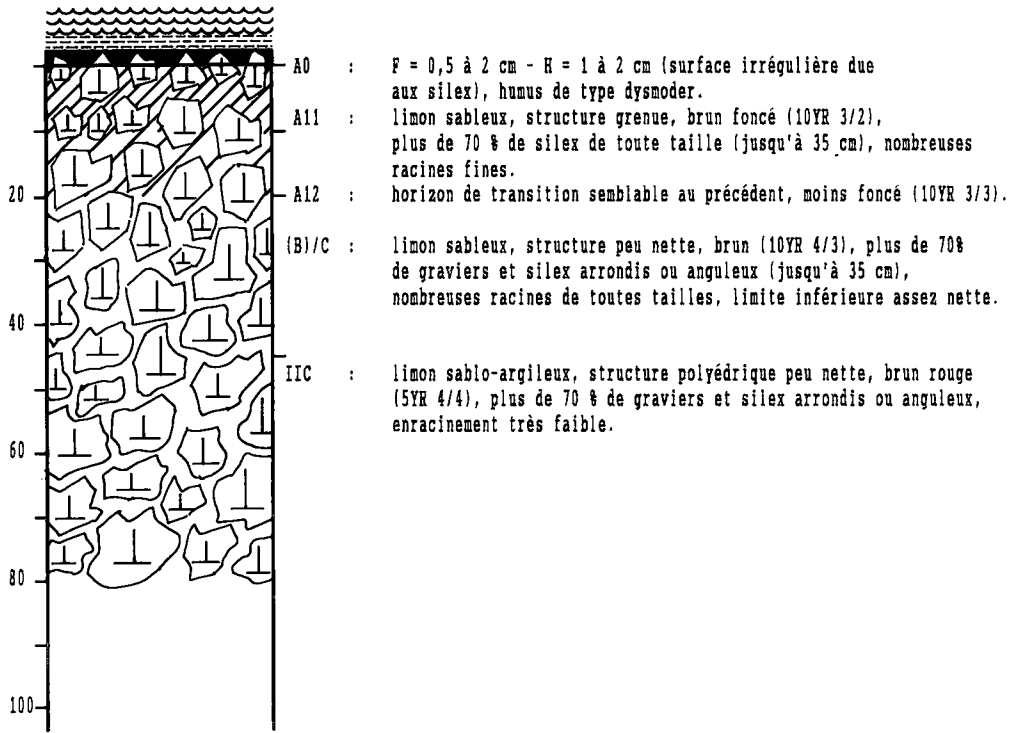 A0 : F = 0,5 à 2 cm - H = 1 à 2 cm (surface irrégulière due
aux silex), humus de type dysmoder.
A11 : limon sableux, structure grenue, brun foncé (10YR 3/2),
plus de 70 % de silex de toute taille (jusqu'à 35 cm), nombreuses
racines fines.
20
A12 : horizon de transition semblable au précédent, moins foncé (10YR 3/3).
(B)/C : limon sableux, structure peu nette, brun (10YR 4/3), plus de 70%
de graviers et silex arrondis ou anguleux (jusqu'à 35 cm),
nombreuses racines de toutes tailles, limite inférieure assez nette.
40
IIC : limon sablo-argileux, structure polyédrique peu nette, brun rouge
(5YR 4/4), plus de 70 % de graviers et silex arrondis ou anguleux,
enracinement très faible.
60
80
100